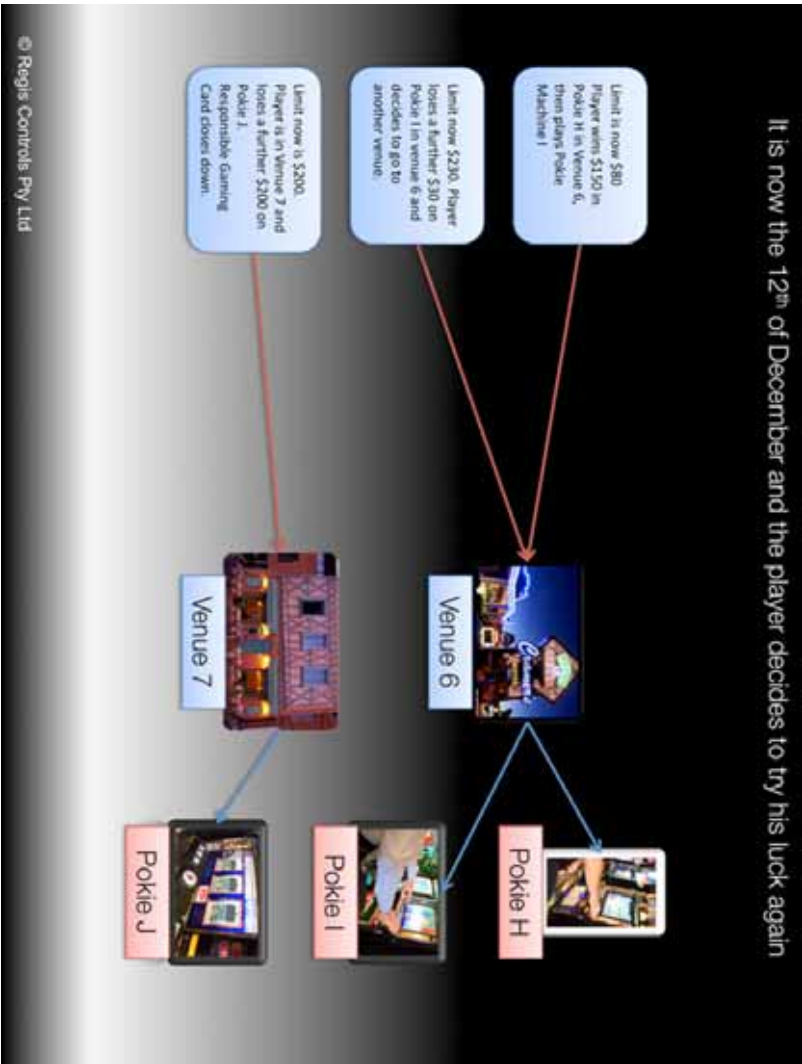 It is now the 12th of December and the player decides to try his luck again
Limit is now $80
Player wins $150 in
Pokie H in Venue 6,
then plays Pokie
Machine I
Limit now $230. Player
loses a further $30 on
Pokie I in venue 6 and
decides to go to
another venue.
Limit now is $200.
Player is in Venue 7 and
loses a further $200 on
Pokie J.
Responsible Gaming
Card closes down.
Venue 6
Venue 7
Pokie H
Pokie I
Pokie J
© Regis Controls Pty Ltd